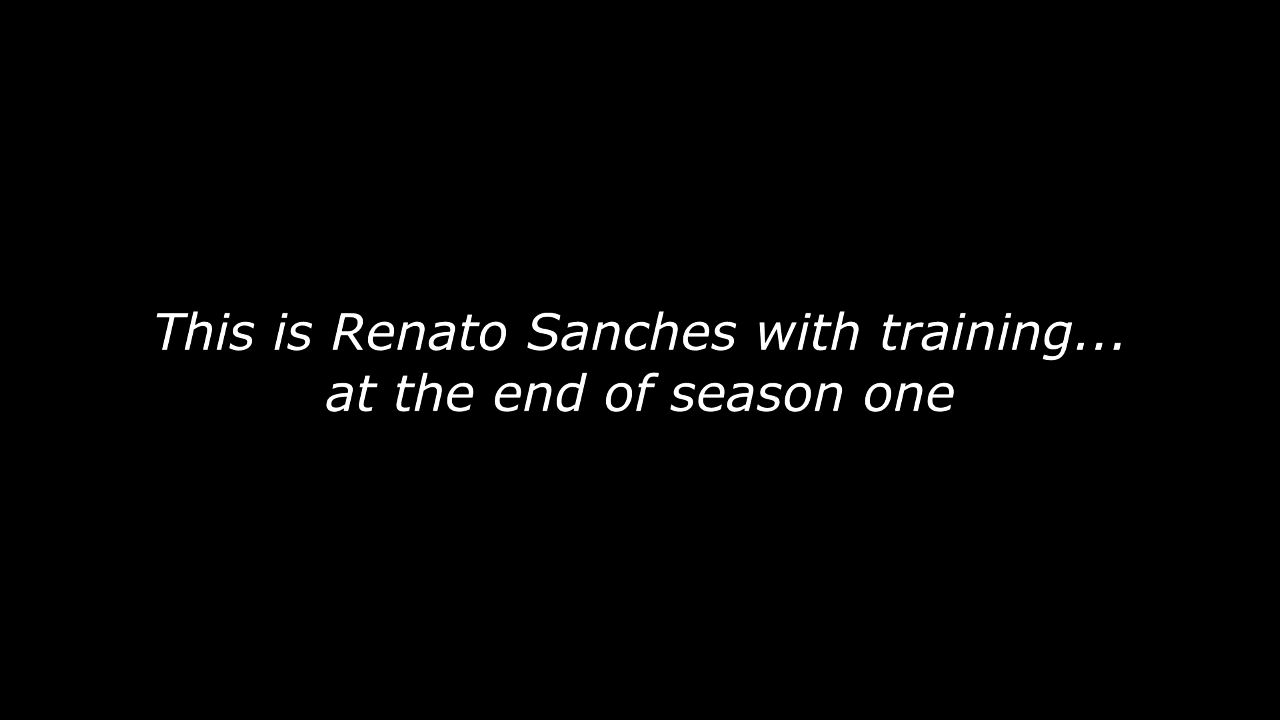 This is Renato Sanches with training...
at the end of season one